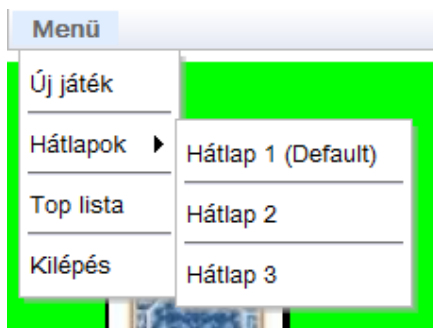 Menü
Új játék
Hátlapok
Hátlap 1 (Default)
Top lista
Hátlap 2
Kilépés
Hátlap 3